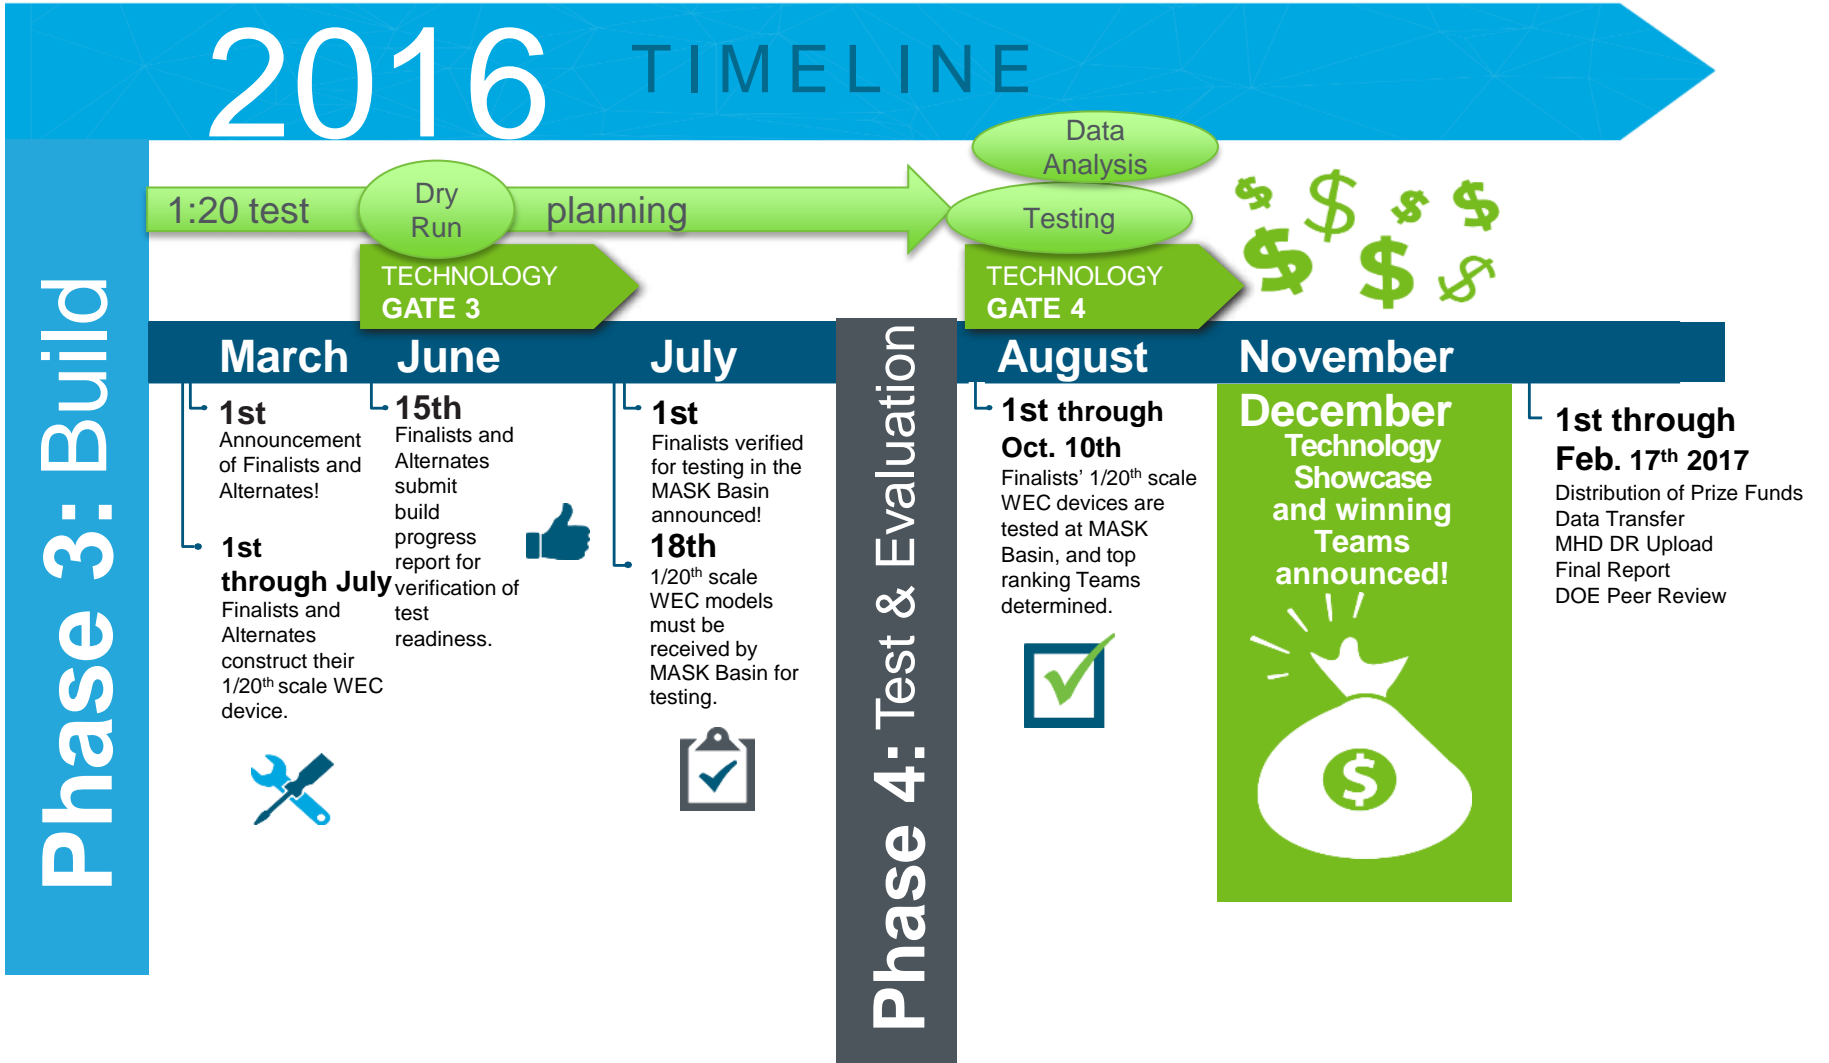 2016 TIMELINE
Phase 3: Build
1:20 test
Dry
Run
planning
Data
Analysis
Testing
TECHNOLOGY
GATE 3
TECHNOLOGY
GATE 4
$ $ $ $
$ $ $
March
1st
Announcement
of Finalists and
Alternates!
1st
through July
Finalists and
Alternates
construct their
1/20th scale WEC
device.
June
15th
Finalists and
Alternates
submit
build
progress
report for
verification of
test
readiness.
July
1st
Finalists verified
for testing in the
MASK Basin
announced!
18th
1/20th scale
WEC models
must be
received by
MASK Basin for
testing.
Phase 4: Test & Evaluation
August
1st through
Oct. 10th
Finalists’ 1/20th scale
WEC devices are
tested at MASK
Basin, and top
ranking Teams
determined.
November
December
Technology
Showcase
and winning
Teams
announced!
$
1st through
Feb. 17th 2017
Distribution of Prize Funds
Data Transfer
MHD DR Upload
Final Report
DOE Peer Review